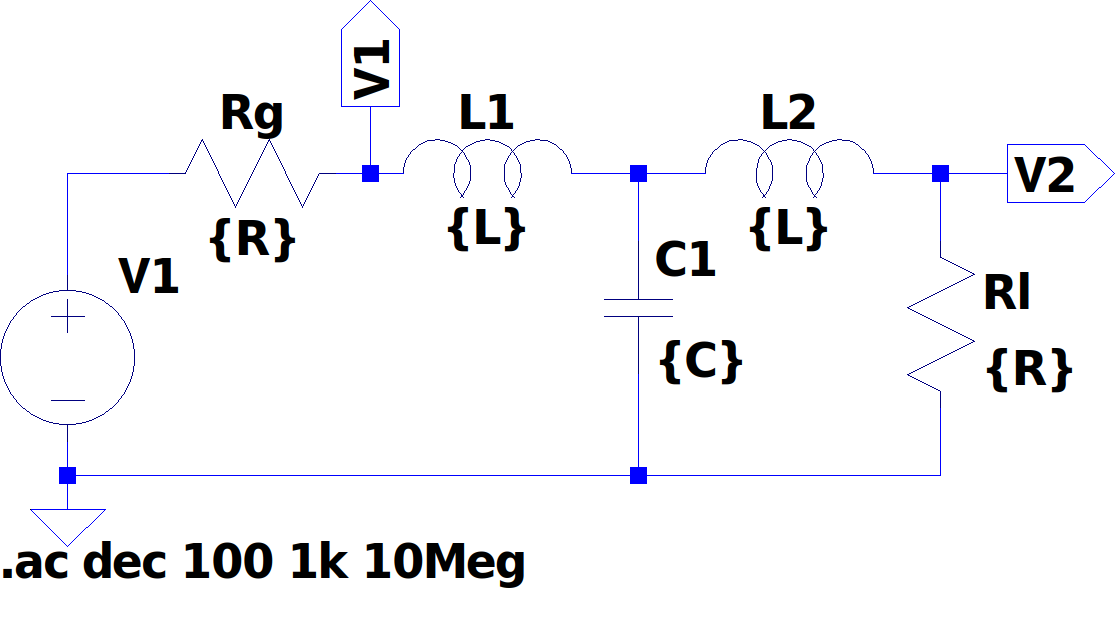 V1
Rg
L1
L2
V2
{R}
{L}
{L}
V1
C1
Rl
{C}
{R}
.ac dec 100 1k 10Meg